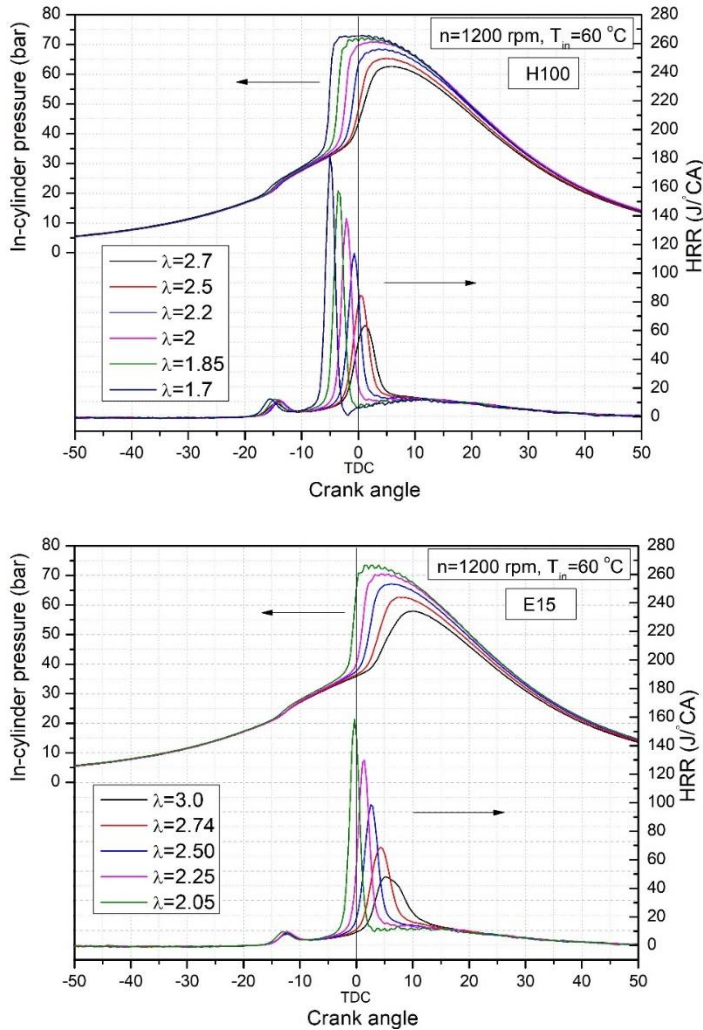 n=1200 rpm, T_in=60 °C
H100
In-cylinder pressure (bar)
80
70
60
50
40
30
20
10
0
280
260
240
220
200
180
160
140
120
100
80
60
40
20
0
HRR (J/°CA)
λ=2.7
λ=2.5
λ=2.2
λ=2
λ=1.85
λ=1.7
-50 -40 -30 -20 -10 0 10 20 30 40 50
TDC
Crank angle
n=1200 rpm, T_in=60 °C
E15
In-cylinder pressure (bar)
80
70
60
50
40
30
20
10
0
280
260
240
220
200
180
160
140
120
100
80
60
40
20
0
HRR (J/°CA)
λ=3.0
λ=2.74
λ=2.50
λ=2.25
λ=2.05
-50 -40 -30 -20 -10 0 10 20 30 40 50
TDC
Crank angle